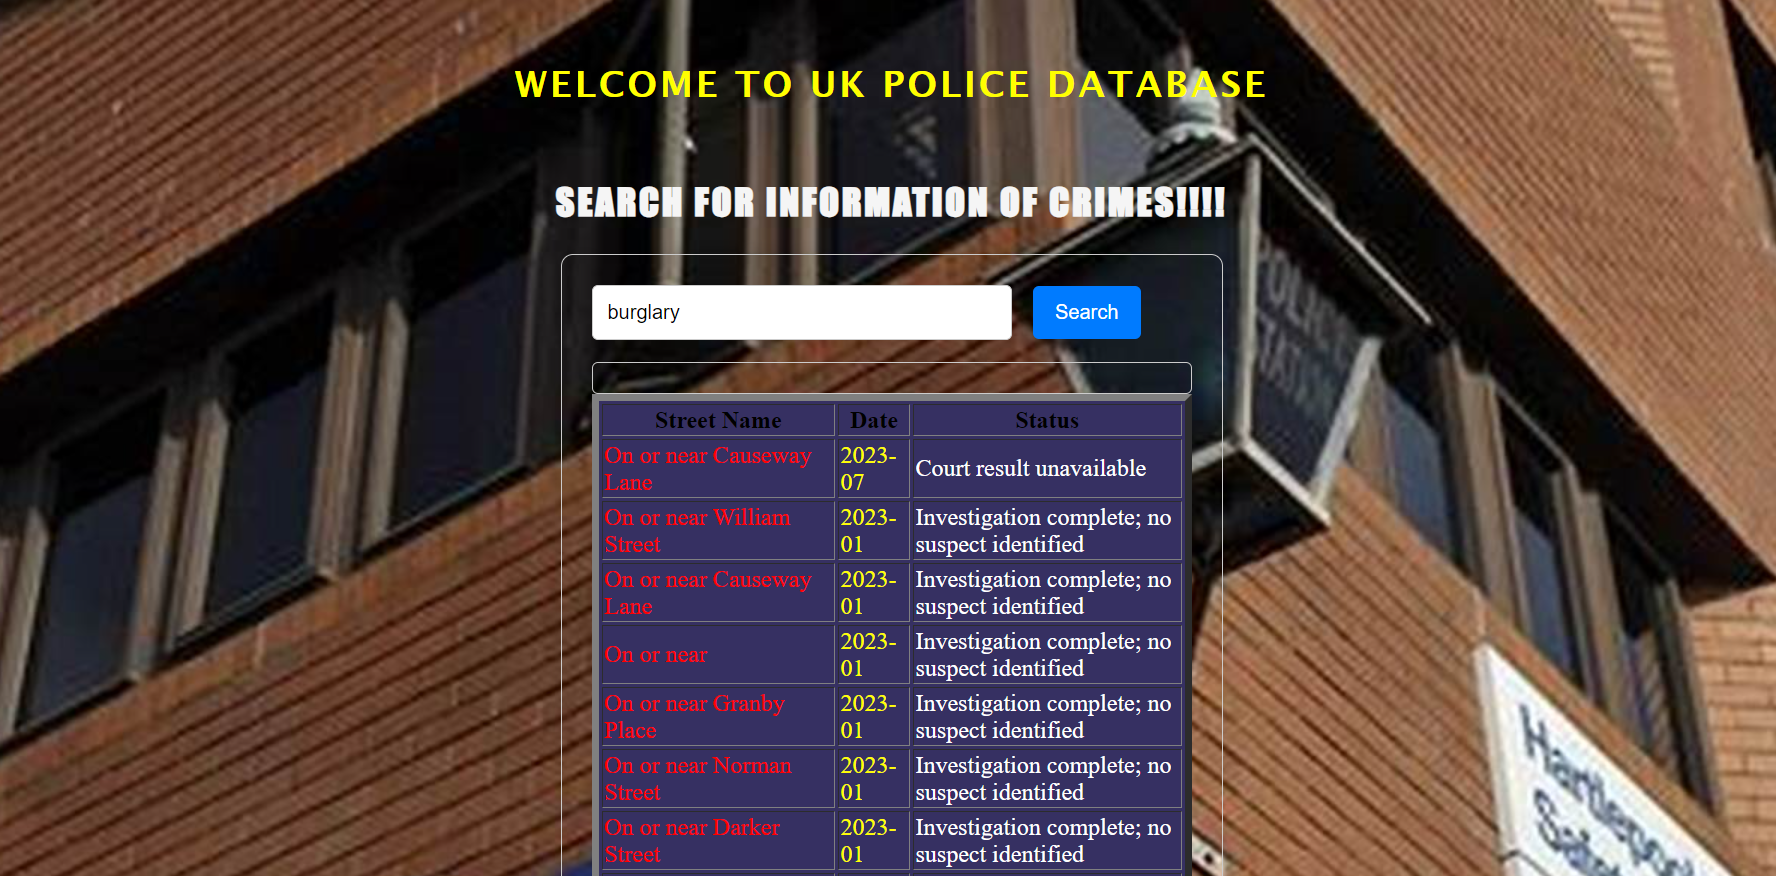 WELCOME TO UK POLICE DATABASE
SEARCH FOR INFORMATION OF CRIMES!!!!
burglary
Search
Street Name Date Status
On or near Causeway Lane 2023-07 Court result unavailable
On or near William Street 2023-01 Investigation complete; no suspect identified
On or near Causeway Lane 2023-01 Investigation complete; no suspect identified
On or near 2023-01 Investigation complete; no suspect identified
On or near Granby Place 2023-01 Investigation complete; no suspect identified
On or near Norman Street 2023-01 Investigation complete; no suspect identified
On or near Darker Street 2023-01 Investigation complete; no suspect identified
Hartlepool